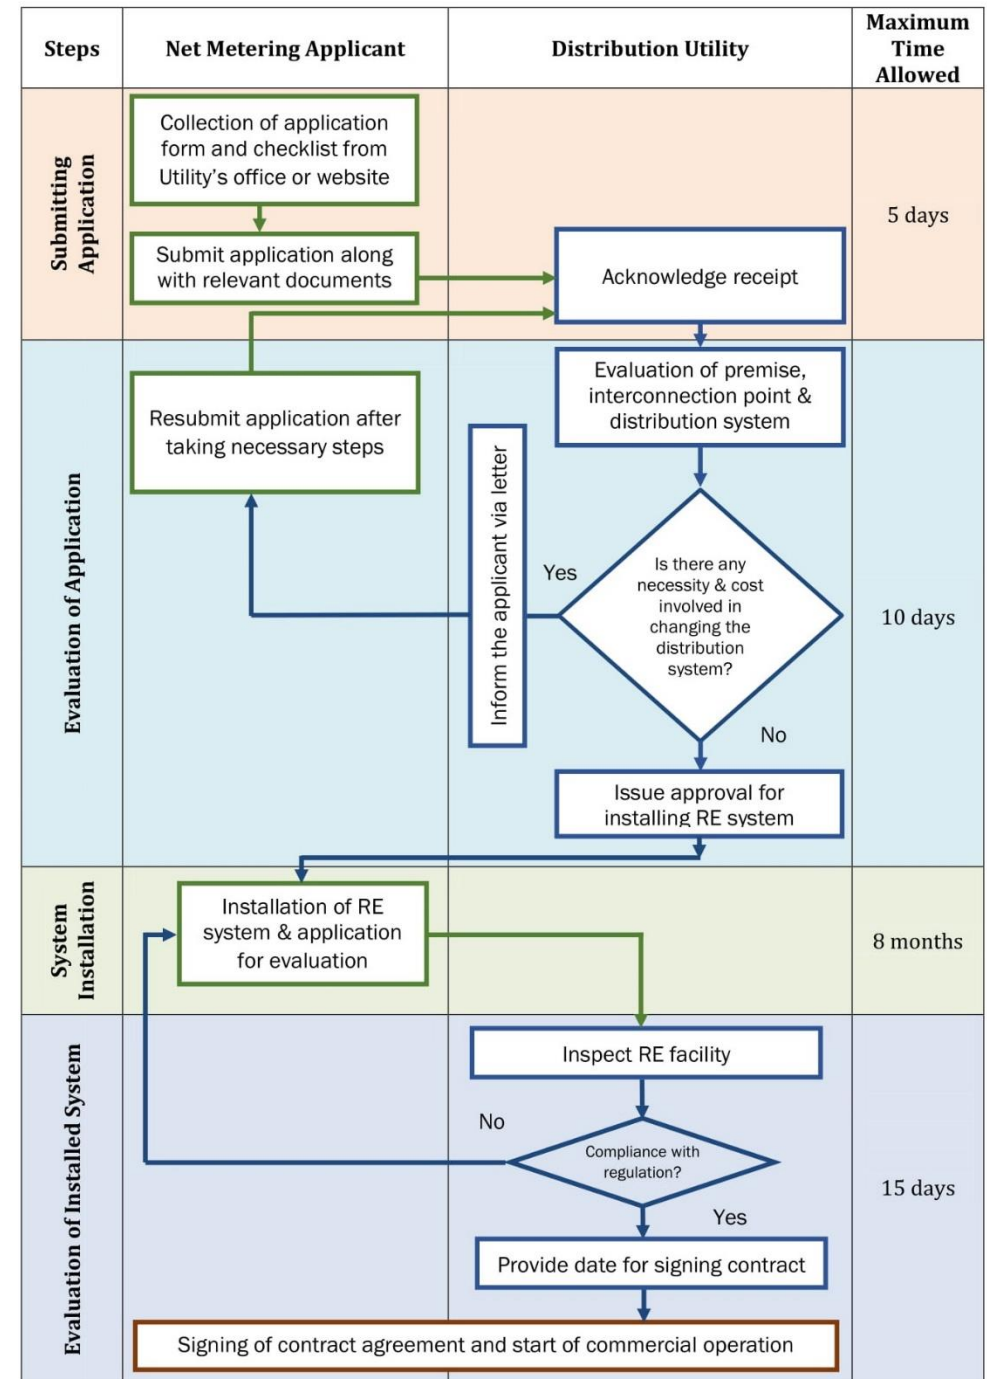 Steps
Net Metering Applicant
Distribution Utility
Maximum
Time
Allowed
Submitting
Application
Collection of application
form and checklist from
Utility's office or website
Submit application along
with relevant documents
Acknowledge receipt
5 days
Evaluation of Application
Resubmit application after
taking necessary steps
Inform the applicant via letter
Evaluation of premise,
interconnection point &
distribution system
Yes
Is there any
necessity & cost
involved in
changing the
distribution
system?
No
Issue approval for
installing RE system
10 days
System
Installation
Installation of RE
system & application
for evaluation
8 months
Evaluation of Installed System
Inspect RE facility
No
Compliance with
regulation?
Yes
Provide date for signing contract
Signing of contract agreement and start of commercial operation
15 days